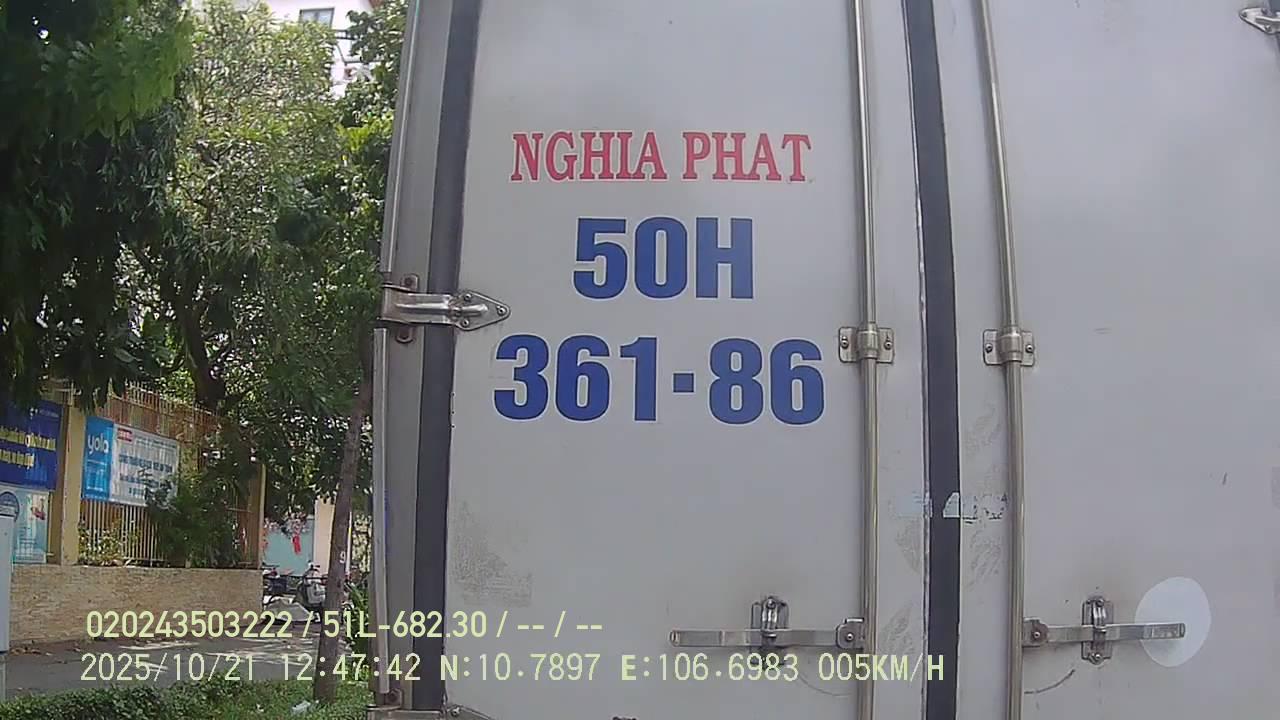 NGHIA PHAT
50H
361-86
yola
020243503222 / 51L-682.30 / -- / --
2025/10/21 12:47:42 N:10.7897 E:106.6983 005KM/H